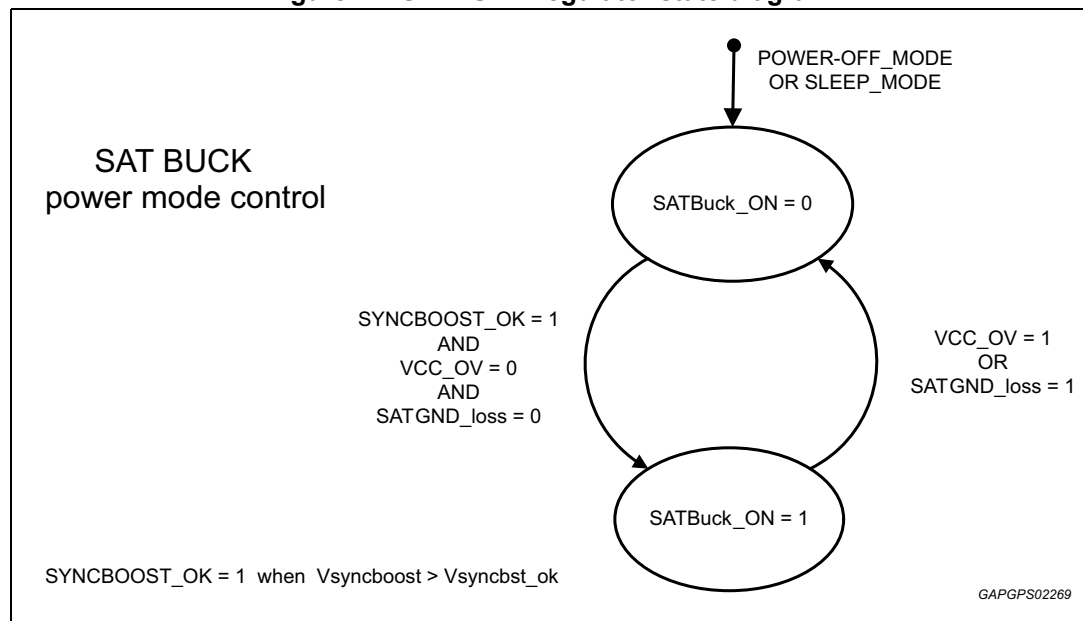 POWER-OFF_MODE
OR SLEEP_MODE
SAT BUCK
power mode control
SATBuck_ON = 0
SYNCBOOST_OK = 1
AND
VCC_OV = 0
AND
SATGND_loss = 0
VCC_OV = 1
OR
SATGND_loss = 1
SATBuck_ON = 1
SYNCBOOST_OK = 1 when Vsyncboost > Vsyncbst_ok
GAPGPS02269